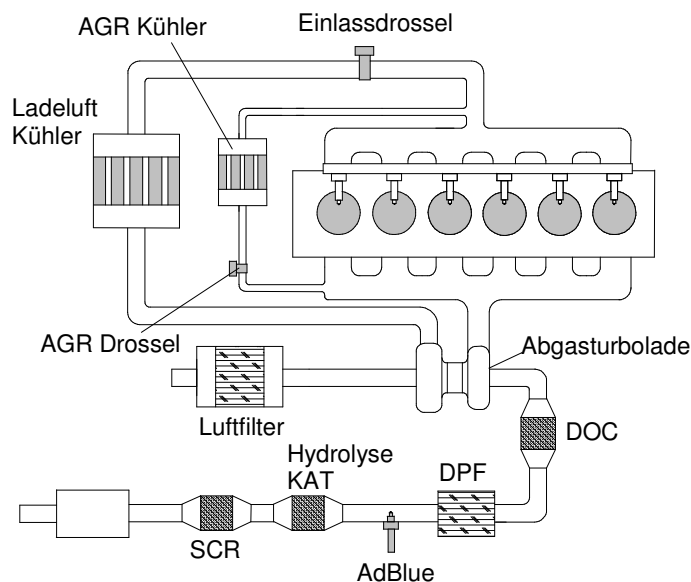 AGR Kühler
Einlassdrossel
Ladeluft
Kühler
AGR Drossel
Abgasturbolade
Luftfilter
DOC
Hydrolyse
KAT
DPF
SCR
AdBlue